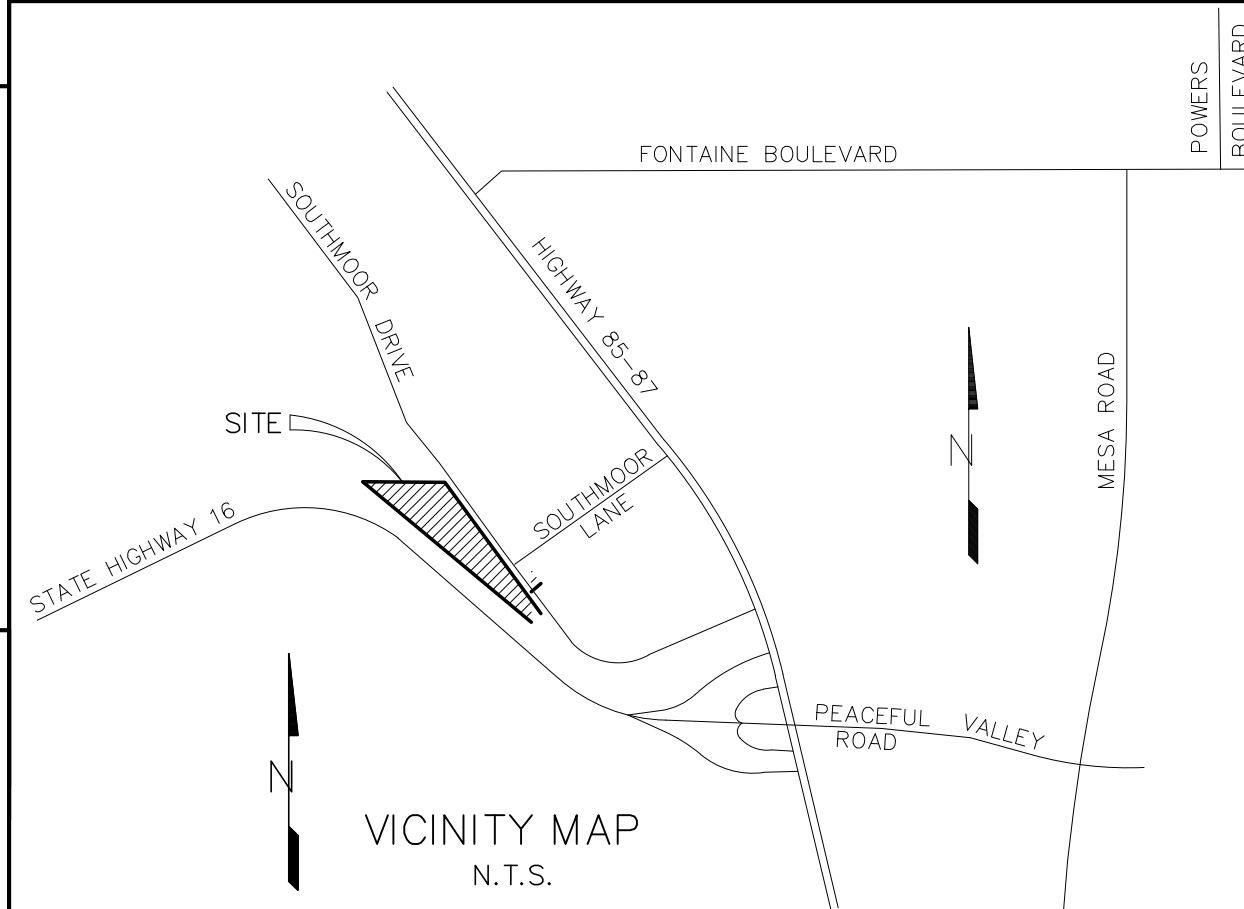 POWERS
BOULEVARD
FONTAINE BOULEVARD
SOUTHMOOR DRIVE
HIGHWAY 85-87
MESA ROAD
SITE
N
SOUTHMOOR
LANE
STATE HIGHWAY 16
PEACEFUL VALLEY
ROAD
N
VICINITY MAP
N.T.S.